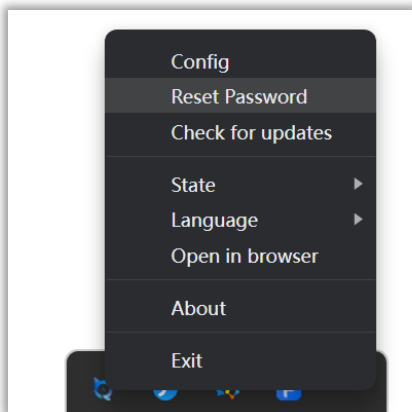 Config
Reset Password
Check for updates
State
Language
Open in browser
About
Exit